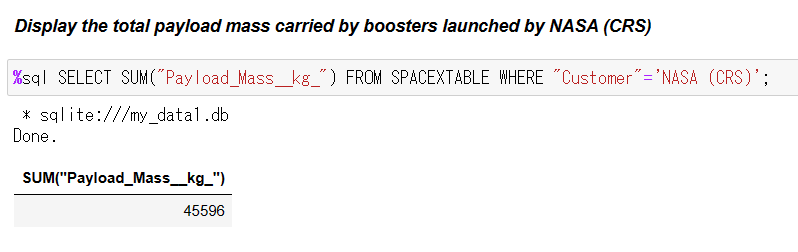 Display the total payload mass carried by boosters launched by NASA (CRS)
%sql SELECT SUM("Payload_Mass__kg_") FROM SPACEXTABLE WHERE "Customer"='NASA (CRS)';
* sqlite:///my_data1.db
Done.
SUM("Payload_Mass__kg_")
45596